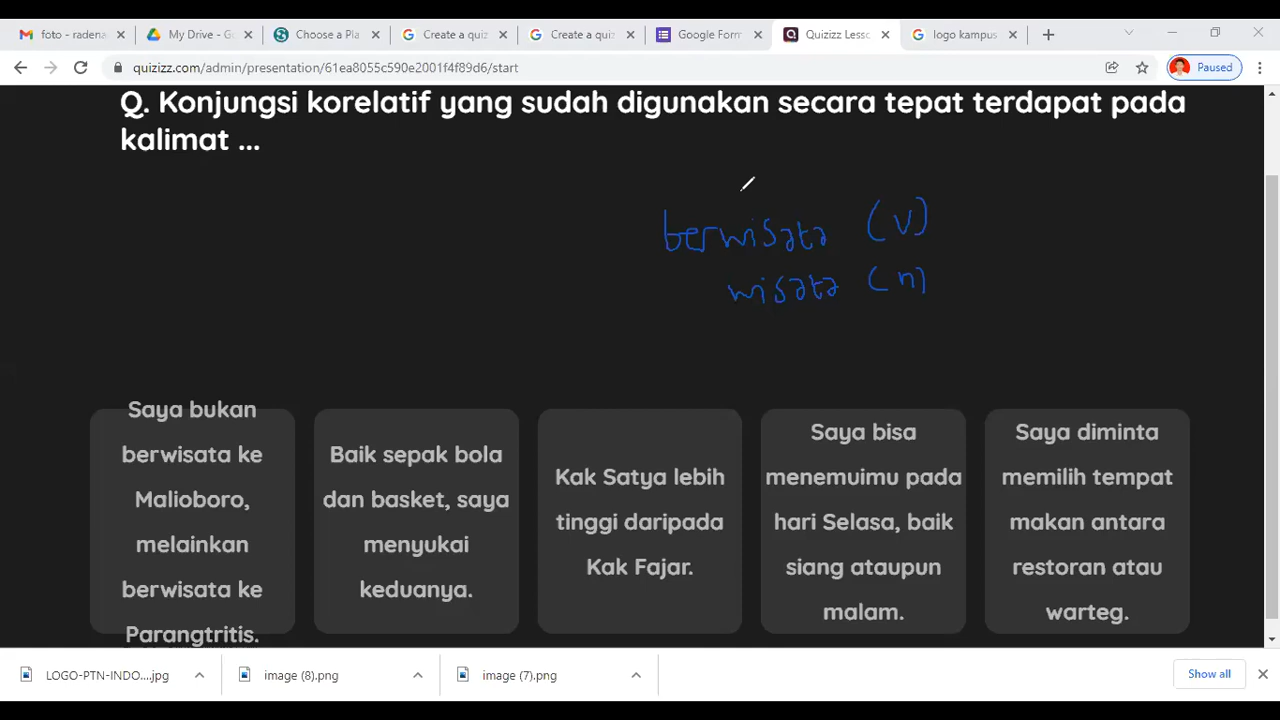 foto - radena
My Drive - G
Choose a Pla
Create a quiz
Create a quiz
Google Form
Quizizz Lesso
logo kampus
quizizz.com/admin/presentation/61ea8055c590e2001f4f89d6/start
Paused
Q. Konjungsi korelatif yang sudah digunakan secara tepat terdapat pada
kalimat ...
berwisata (v)
wisata (n)
Saya bukan
berwisata ke
Malioboro,
melainkan
berwisata ke
Parangtritis.
Baik sepak bola
dan basket, saya
menyukai
keduanya.
Kak Satya lebih
tinggi daripada
Kak Fajar.
Saya bisa
menemuimu pada
hari Selasa, baik
siang ataupun
malam.
Saya diminta
memilih tempat
makan antara
restoran atau
warteg.
LOGO-PTN-INDO....jpg
image (8).png
image (7).png
Show all